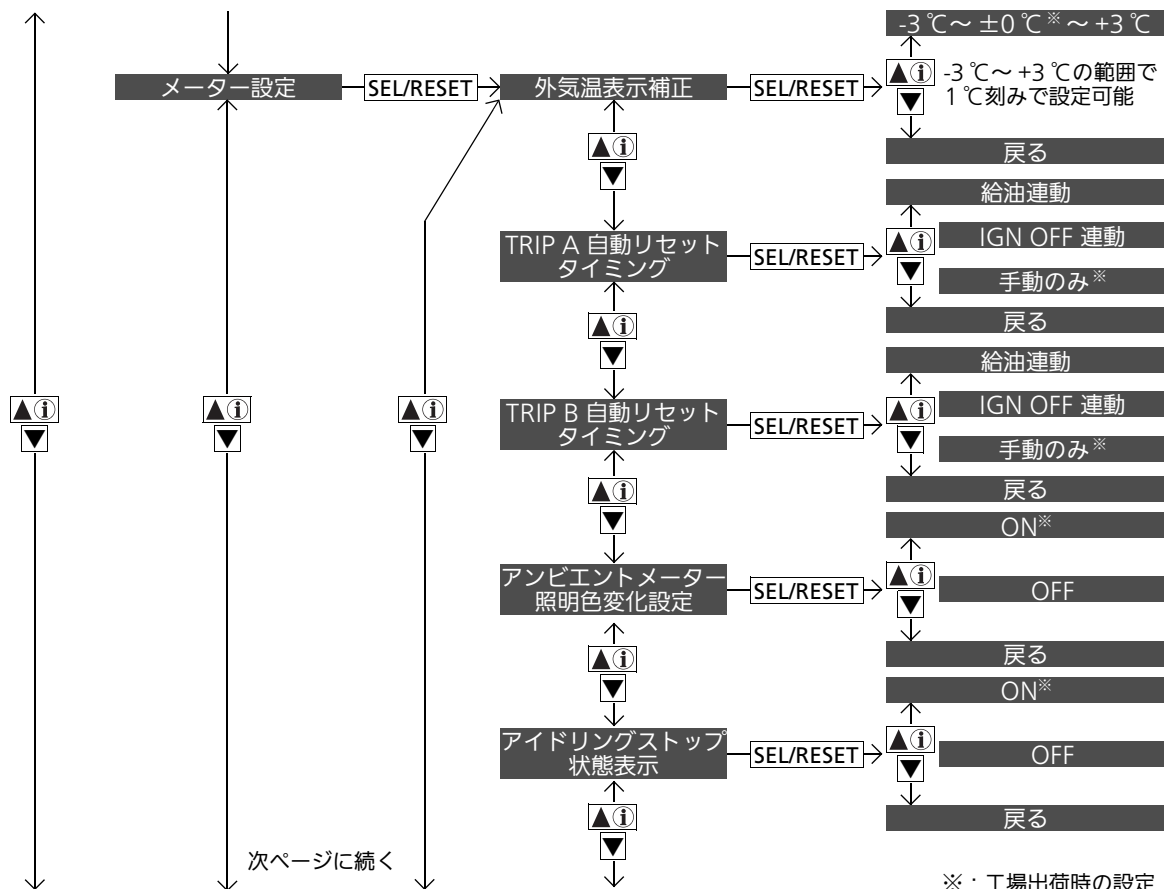 -3 ℃～ ±0 ℃※～ +3 ℃
メーター設定
SEL/RESET
外気温表示補正
SEL/RESET
▲ⓘ
▼
-3 ℃～ +3 ℃の範囲で
1 ℃刻みで設定可能
戻る
▲ⓘ
▼
TRIP A 自動リセット
タイミング
SEL/RESET
給油連動
▲ⓘ
▼
IGN OFF 連動
手動のみ※
戻る
▲ⓘ
▼
TRIP B 自動リセット
タイミング
SEL/RESET
給油連動
▲ⓘ
▼
IGN OFF 連動
手動のみ※
戻る
▲ⓘ
▼
▲ⓘ
▼
▲ⓘ
▼
▲ⓘ
▼
アンビエントメーター
照明色変化設定
SEL/RESET
ON※
▲ⓘ
▼
OFF
戻る
▲ⓘ
▼
アイドリングストップ
状態表示
SEL/RESET
ON※
▲ⓘ
▼
OFF
戻る
▲ⓘ
▼
次ページに続く
※：工場出荷時の設定